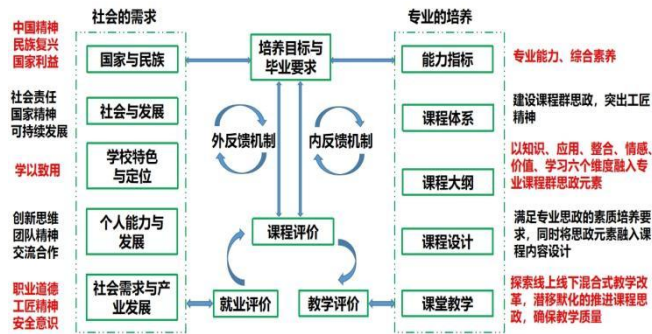 社会的需求
专业的培养
中国精神
民族复兴
国家利益
国家与民族
培养目标与
毕业要求
能力指标
专业能力、综合素养
社会责任
国家精神
可持续发展
社会与发展
外反馈机制
内反馈机制
课程体系
建设课程群思政，突出工匠
精神
学以致用
学校特色
与定位
课程大纲
以知识、应用、整合、情感、
价值、学习六个维度融入专
业课程群思政元素
创新思维
团队精神
交流合作
个人能力与
发展
课程评价
课程设计
满足专业思政的素质培养要
求，同时将思政元素融入课
程内容设计
职业道德
工匠精神
安全意识
社会需求与产
业发展
就业评价
教学评价
课堂教学
探索线上线下混合式教学改
革，潜移默化的推进课程思
政，确保教学质量